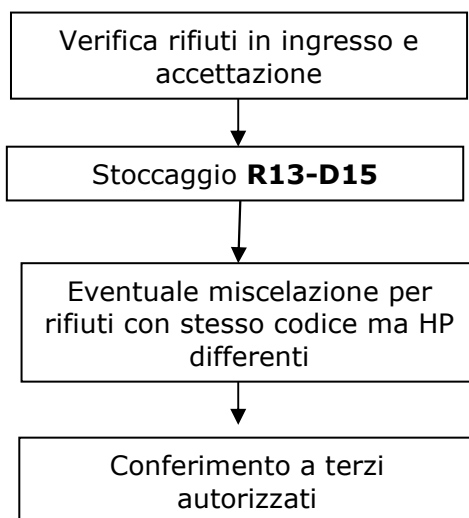 Verifica rifiuti in ingresso e
accettazione
Stoccaggio R13-D15
Eventuale miscelazione per
rifiuti con stesso codice ma HP
differenti
Conferimento a terzi
autorizzati